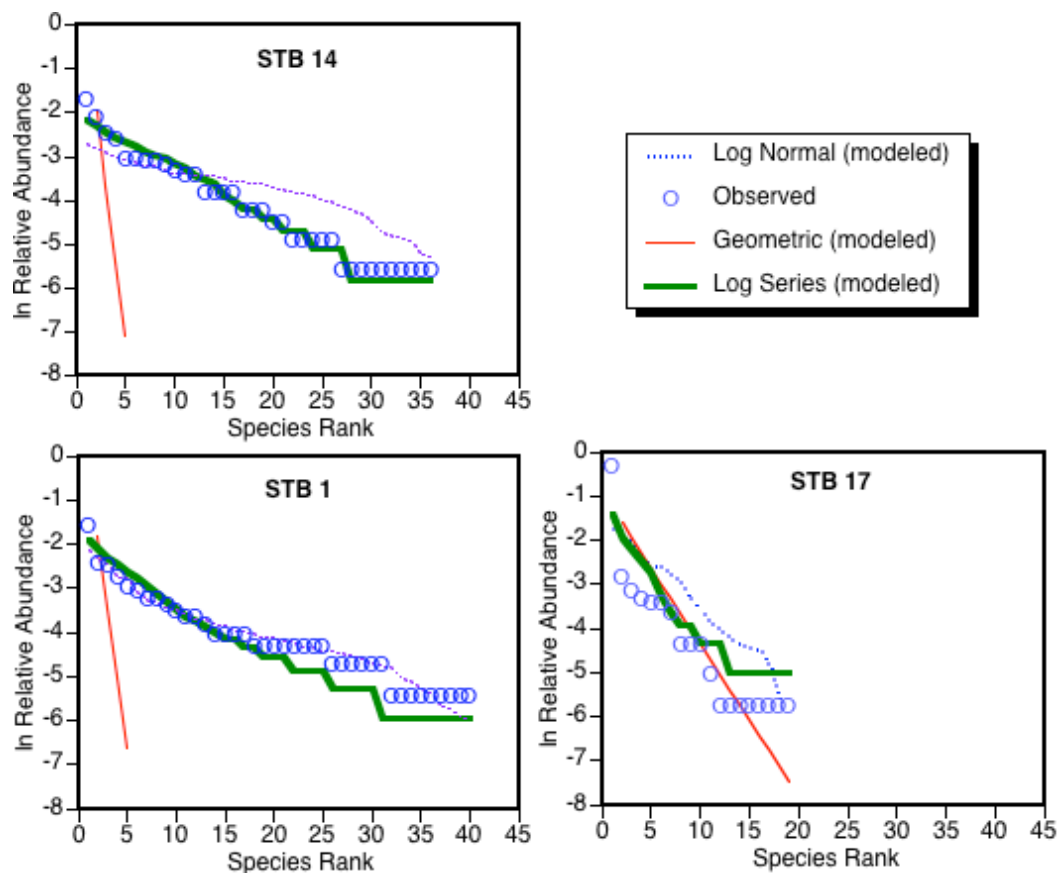 0
-1
-2
-3
-4
-5
-6
-7
-8
0 5 10 15 20 25 30 35 40 45
ln Relative Abundance
Species Rank
STB 14
Log Normal (modeled)
Observed
Geometric (modeled)
Log Series (modeled)
0
-1
-2
-3
-4
-5
-6
-7
-8
0 5 10 15 20 25 30 35 40 45
ln Relative Abundance
Species Rank
STB 1
0
-1
-2
-3
-4
-5
-6
-7
-8
0 5 10 15 20 25 30 35 40 45
ln Relative Abundance
Species Rank
STB 17